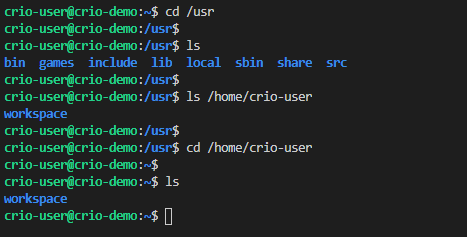 crio-user@crio-demo:~$ cd /usr
crio-user@crio-demo:/usr$
crio-user@crio-demo:/usr$ ls
bin games include lib local sbin share src
crio-user@crio-demo:/usr$
crio-user@crio-demo:/usr$ ls /home/crio-user
workspace
crio-user@crio-demo:/usr$
crio-user@crio-demo:/usr$ cd /home/crio-user
crio-user@crio-demo:~$
crio-user@crio-demo:~$ ls
workspace
crio-user@crio-demo:~$